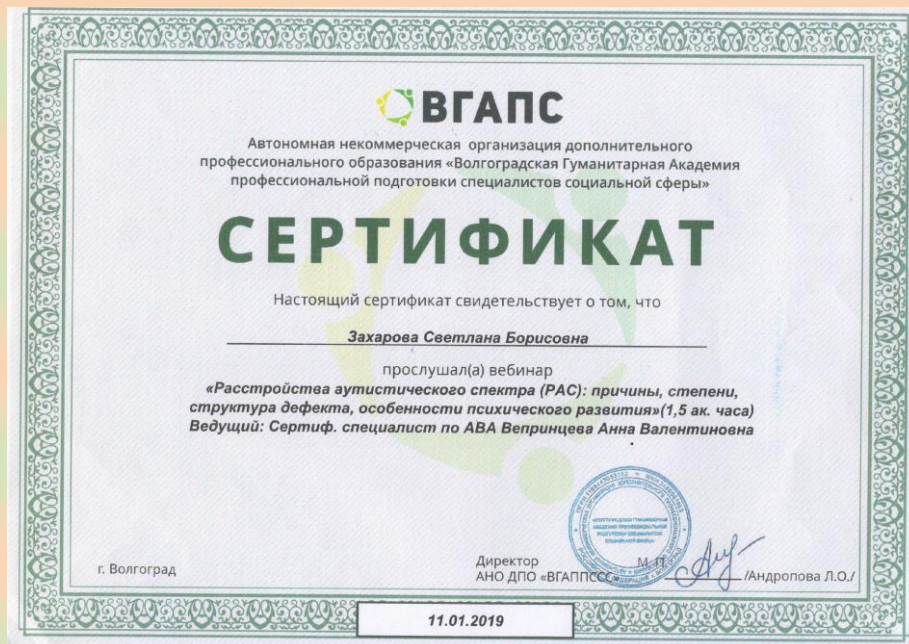 ВГАПС
Автономная некоммерческая организация дополнительного
профессионального образования «Волгоградская Гуманитарная Академия
профессиональной подготовки специалистов социальной сферы»
СЕРТИФИКАТ
Настоящий сертификат свидетельствует о том, что
Захарова Светлана Борисовна
прослушал(а) вебинар
«Расстройства аутистического спектра (РАС): причины, степени,
структура дефекта, особенности психического развития»(1,5 ак. часа)
Ведущий: Сертиф. специалист по АВА Вепринцева Анна Валентиновна
г. Волгоград
Директор М. П.
АНО ДПО «ВГАППССС» /Андропова Л.О./
11.01.2019